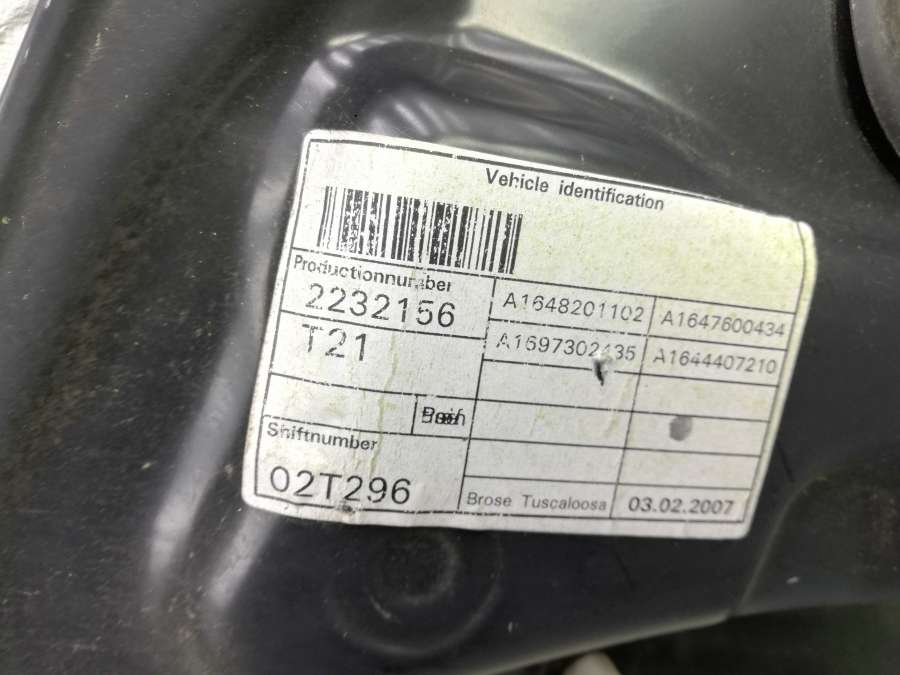 Vehicle identification
Productionnumber
2232156
A1648201102 A1647600434
T21
A1697302435 A1644407210
Shiftnumber
02T296
Brose Tuscaloosa 03.02.2007